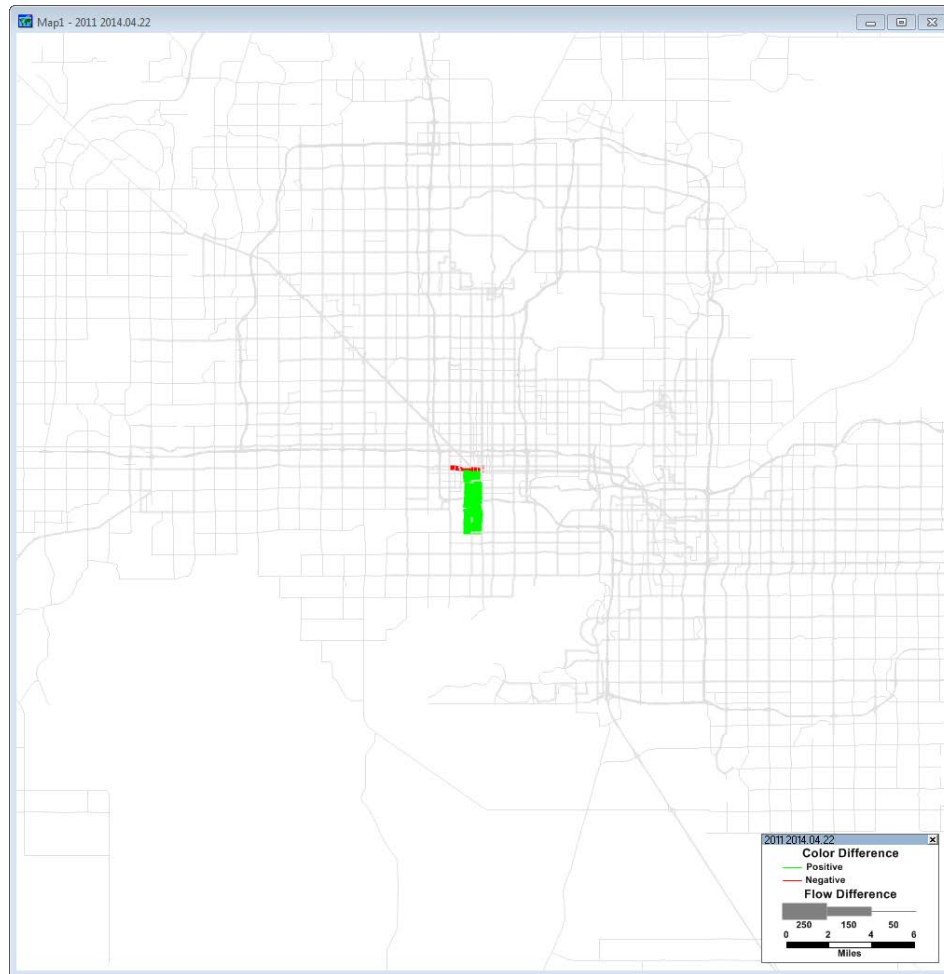 Map1 - 2011 2014.04.22
2011 2014.04.22
Color Difference
Positive
Negative
Flow Difference
250 150 50
0 2 4 6
Miles